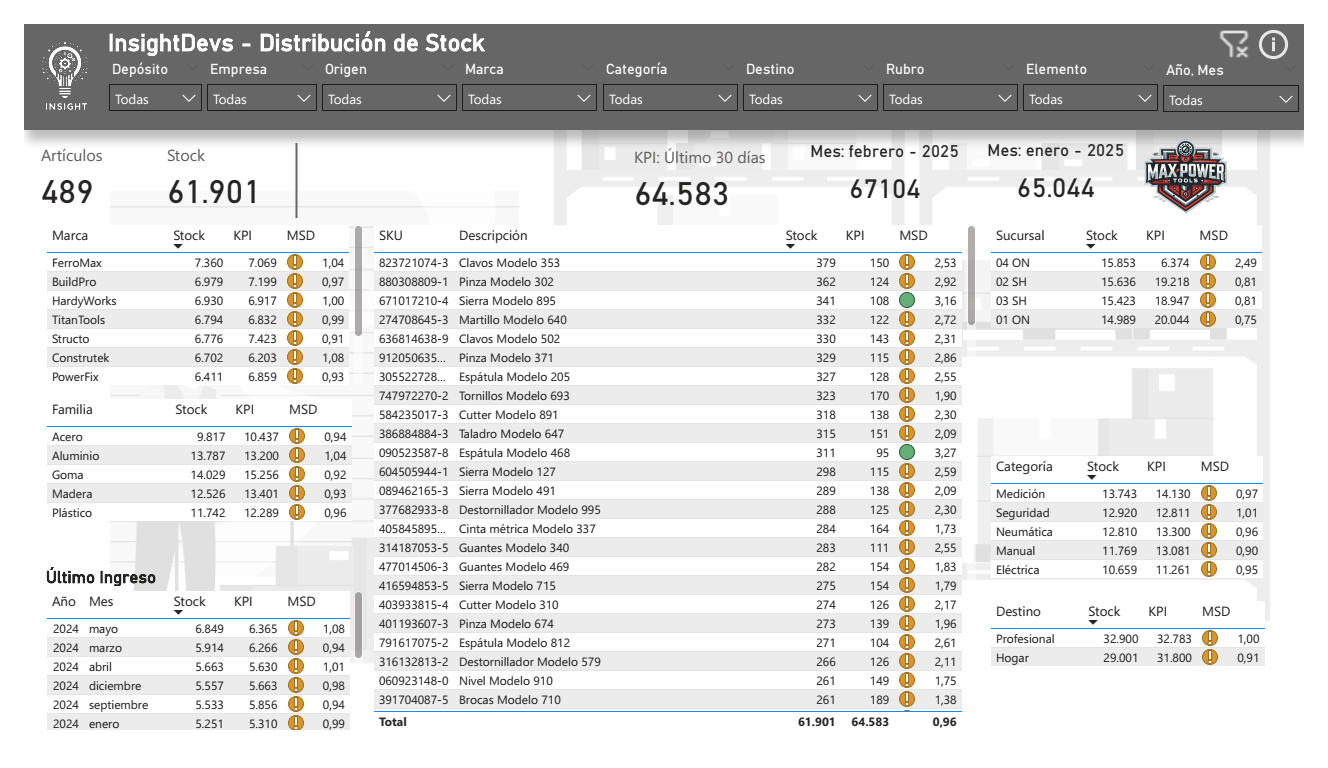 InsightDevs - Distribución de Stock
INSIGHT
Depósito Empresa Origen Marca Categoría Destino Rubro Elemento Año, Mes
Todas Todas Todas Todas Todas Todas Todas Todas Todas
Artículos Stock KPI: Último 30 días Mes: febrero - 2025 Mes: enero - 2025
489 61.901 64.583 67104 65.044
MAX POWER
TOOLS
Marca Stock KPI MSD
FerroMax 7.360 7.069 1,04
BuildPro 6.979 7.199 0,97
HardyWorks 6.930 6.917 1,00
TitanTools 6.794 6.832 0,99
Structo 6.776 7.423 0,91
Construtek 6.702 6.203 1,08
PowerFix 6.411 6.859 0,93
Familia Stock KPI MSD
Acero 9.817 10.437 0,94
Aluminio 13.787 13.200 1,04
Goma 14.029 15.256 0,92
Madera 12.526 13.401 0,93
Plástico 11.742 12.289 0,96
Último Ingreso
Año Mes Stock KPI MSD
2024 mayo 6.849 6.365 1,08
2024 marzo 5.914 6.266 0,94
2024 abril 5.663 5.630 1,01
2024 diciembre 5.557 5.663 0,98
2024 septiembre 5.533 5.856 0,94
2024 enero 5.251 5.310 0,99
SKU Descripción Stock KPI MSD
823721074-3 Clavos Modelo 353 379 150 2,53
880308809-1 Pinza Modelo 302 362 124 2,92
671017210-4 Sierra Modelo 895 341 108 3,16
274708645-3 Martillo Modelo 640 332 122 2,72
636814638-9 Clavos Modelo 502 330 143 2,31
912050635... Pinza Modelo 371 329 115 2,86
305522728... Espátula Modelo 205 327 128 2,55
747972270-2 Tornillos Modelo 693 323 170 1,90
584235017-3 Cutter Modelo 891 318 138 2,30
386884884-3 Taladro Modelo 647 315 151 2,09
090523587-8 Espátula Modelo 468 311 95 3,27
604505944-1 Sierra Modelo 127 298 115 2,59
089462165-3 Sierra Modelo 491 289 138 2,09
377682933-8 Destornillador Modelo 995 288 125 2,30
405845895... Cinta métrica Modelo 337 284 164 1,73
314187053-5 Guantes Modelo 340 283 111 2,55
477014506-3 Guantes Modelo 469 282 154 1,83
416594853-5 Sierra Modelo 715 275 154 1,79
403933815-4 Cutter Modelo 310 274 126 2,17
401193607-3 Pinza Modelo 674 273 139 1,96
791617075-2 Espátula Modelo 812 271 104 2,61
316132813-2 Destornillador Modelo 579 266 126 2,11
060923148-0 Nivel Modelo 910 261 149 1,75
391704087-5 Brocas Modelo 710 261 189 1,38
Total 61.901 64.583 0,96
Sucursal Stock KPI MSD
04 ON 15.853 6.374 2,49
02 SH 15.636 19.218 0,81
03 SH 15.423 18.947 0,81
01 ON 14.989 20.044 0,75
Categoría Stock KPI MSD
Medición 13.743 14.130 0,97
Seguridad 12.920 12.811 1,01
Neumática 12.810 13.300 0,96
Manual 11.769 13.081 0,90
Eléctrica 10.659 11.261 0,95
Destino Stock KPI MSD
Profesional 32.900 32.783 1,00
Hogar 29.001 31.800 0,91